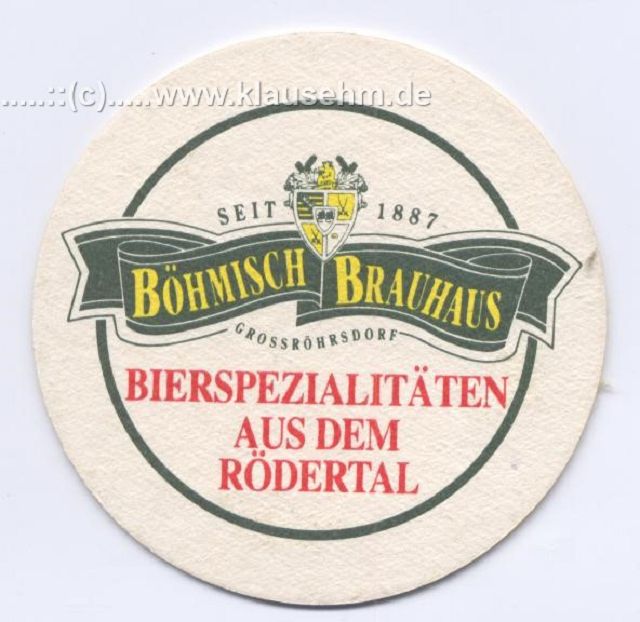 ......::(c).....www.klausehm.de
SEIT 1887
BÖHMISCH BRAUHAUS
GROSSRÖHRSDORF
BIERSPEZIALITÄTEN
AUS DEM
RÖDERTAL